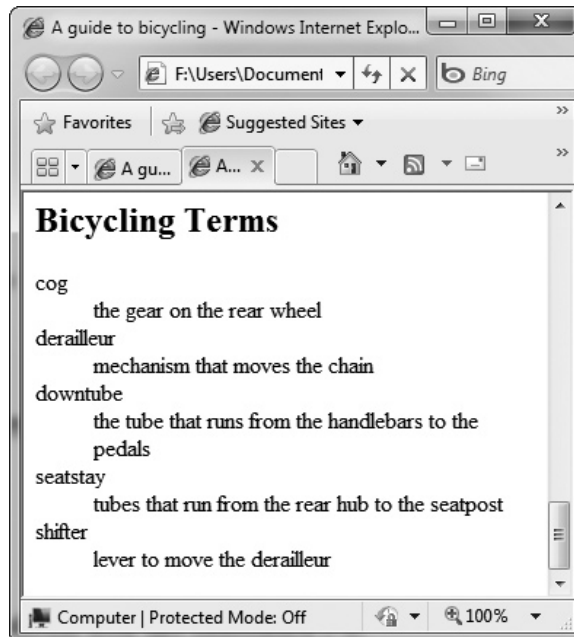 A guide to bicycling - Windows Internet Explo...
F:\Users\Document
Bing
Favorites
Suggested Sites
A gu...
A...
Bicycling Terms
cog
the gear on the rear wheel
derailleur
mechanism that moves the chain
downtube
the tube that runs from the handlebars to the
pedals
seatstay
tubes that run from the rear hub to the seatpost
shifter
lever to move the derailleur
Computer | Protected Mode: Off
100%